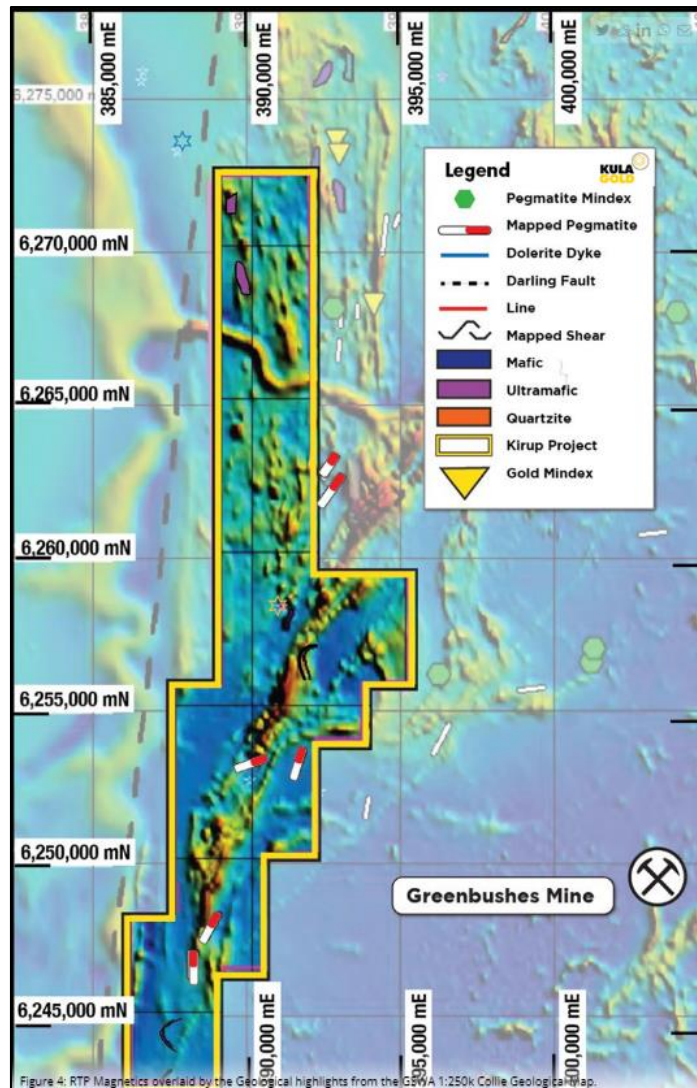 385,000 mE
390,000 mE
395,000 mE
400,000 mE
6,275,000 m
Legend
KULA
GOLD
Pegmatite Mindex
Mapped Pegmatite
Dolerite Dyke
Darling Fault
Line
Mapped Shear
Mafic
Ultramafic
Quartzite
Kirup Project
Gold Mindex
6,270,000 mN
6,265,000 mN
6,260,000 mN
6,255,000 mN
6,250,000 mN
Greenbushes Mine
6,245,000 mN
90,000 mE
95,000 mE
00,000 mE
Figure 4: RTP Magnetics overlaid by the Geological highlights from the GSWA 1:250k Collie Geological map.